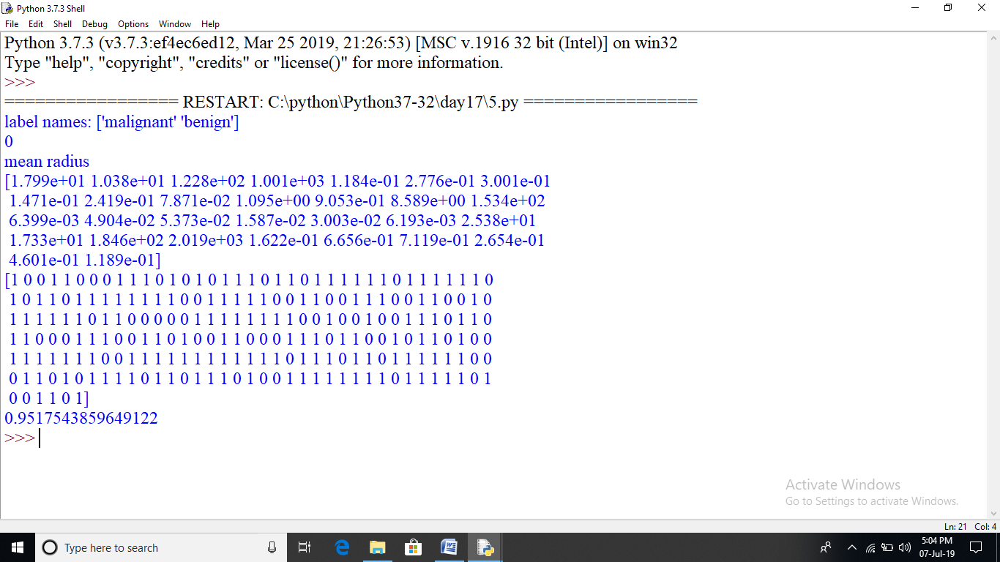 Python 3.7.3 Shell
File Edit Shell Debug Options Window Help
Python 3.7.3 (v3.7.3:ef4ec6ed12, Mar 25 2019, 21:26:53) [MSC v.1916 32 bit (Intel)] on win32
Type "help", "copyright", "credits" or "license()" for more information.
>>>
================= RESTART: C:\python\Python37-32\day17\5.py =================
label names: ['malignant' 'benign']
0
mean radius
[1.799e+01 1.038e+01 1.228e+02 1.001e+03 1.184e-01 2.776e-01 3.001e-01
1.471e-01 2.419e-01 7.871e-02 1.095e+00 9.053e-01 8.589e+00 1.534e+02
6.399e-03 4.904e-02 5.373e-02 1.587e-02 3.003e-02 6.193e-03 2.538e+01
1.733e+01 1.846e+02 2.019e+03 1.622e-01 6.656e-01 7.119e-01 2.654e-01
4.601e-01 1.189e-01]
[1 0 0 1 1 0 0 0 1 1 1 0 1 0 1 0 1 1 1 0 1 1 0 1 1 1 1 1 1 0 1 1 1 1 1 1 0
1 0 1 1 0 1 1 1 1 1 1 1 1 0 0 1 1 1 1 1 0 0 1 1 0 0 1 1 1 0 0 1 1 0 0 1 0
1 1 1 1 1 1 0 1 1 0 0 0 0 0 1 1 1 1 1 1 1 1 0 0 1 0 0 1 0 0 1 1 1 0 1 1 0
1 1 0 0 0 1 1 1 0 0 1 1 0 1 0 0 1 1 0 0 0 1 1 1 0 1 1 0 0 1 0 1 1 0 1 0 0
1 1 1 1 1 1 1 0 0 1 1 1 1 1 1 1 1 1 1 1 1 0 1 1 1 0 1 1 0 1 1 1 1 1 1 0 0
0 1 1 0 1 0 1 1 1 1 0 1 1 0 1 1 1 0 1 0 0 1 1 1 1 1 1 1 1 0 1 1 1 1 1 0 1
0 0 1 1 0 1]
0.9517543859649122
>>>
Activate Windows
Go to Settings to activate Windows.
Ln: 21 Col: 4
Type here to search
5:04 PM
07-Jul-19